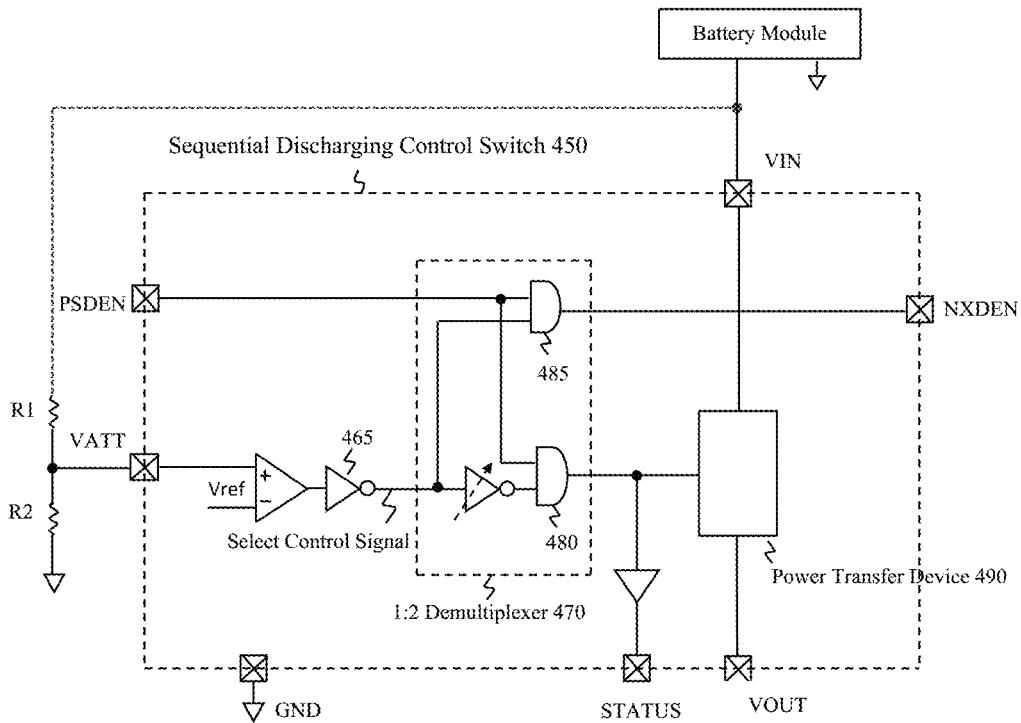 Battery Module
Sequential Discharging Control Switch 450
VIN
PSDEN
NXDEN
485
R1
VATT
465
+
Vref
−
R2
Select Control Signal
480
Power Transfer Device 490
1:2 Demultiplexer 470
GND
STATUS
VOUT